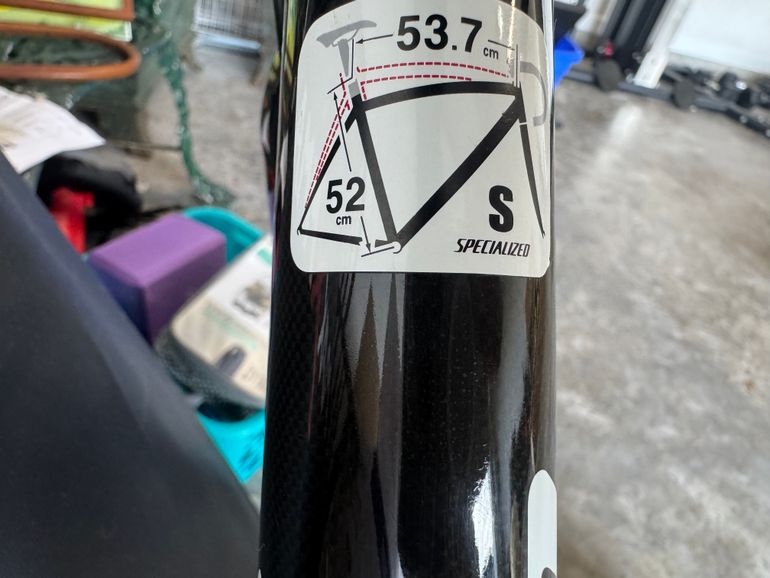 53.7
cm
52
cm
S
SPECIALIZED